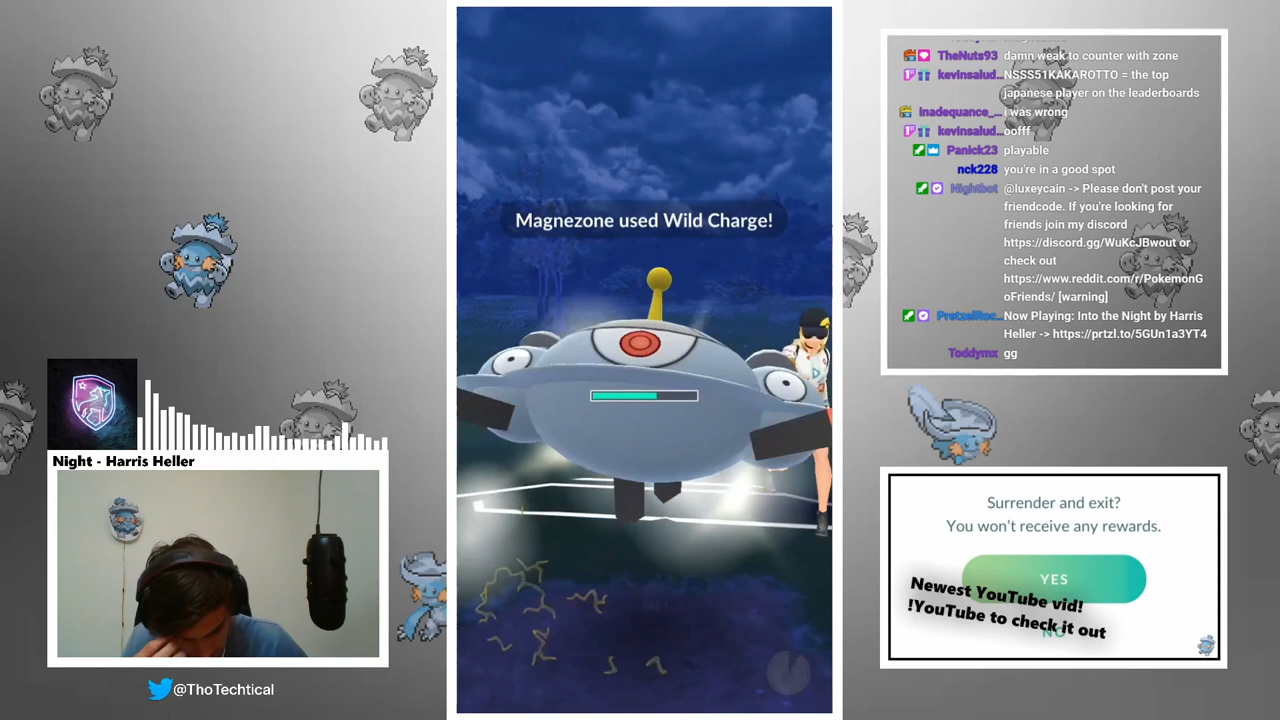 Night - Harris Heller
@ThoTechtical
Magnezone used Wild Charge!
TheNuts93 damn weak to counter with zone
kevinsalud... NSSS51KAKAROTTO = the top
japanese player on the leaderboards
Inadequance_... i was wrong
kevinsalud... oofff
Panick23 playable
nck228 you're in a good spot
Nightbot @luxeycain -> Please don't post your
friendcode. If you're looking for
friends join my discord
https://discord.gg/WuKcJBwout or
check out
https://www.reddit.com/r/PokemonG
oFriends/ [warning]
PretzelRoc... Now Playing: Into the Night by Harris
Heller -> https://prtzl.to/5GUn1a3YT4
Toddymx gg
Surrender and exit?
You won't receive any rewards.
YES
Newest YouTube vid!
!YouTube to check it out
NO